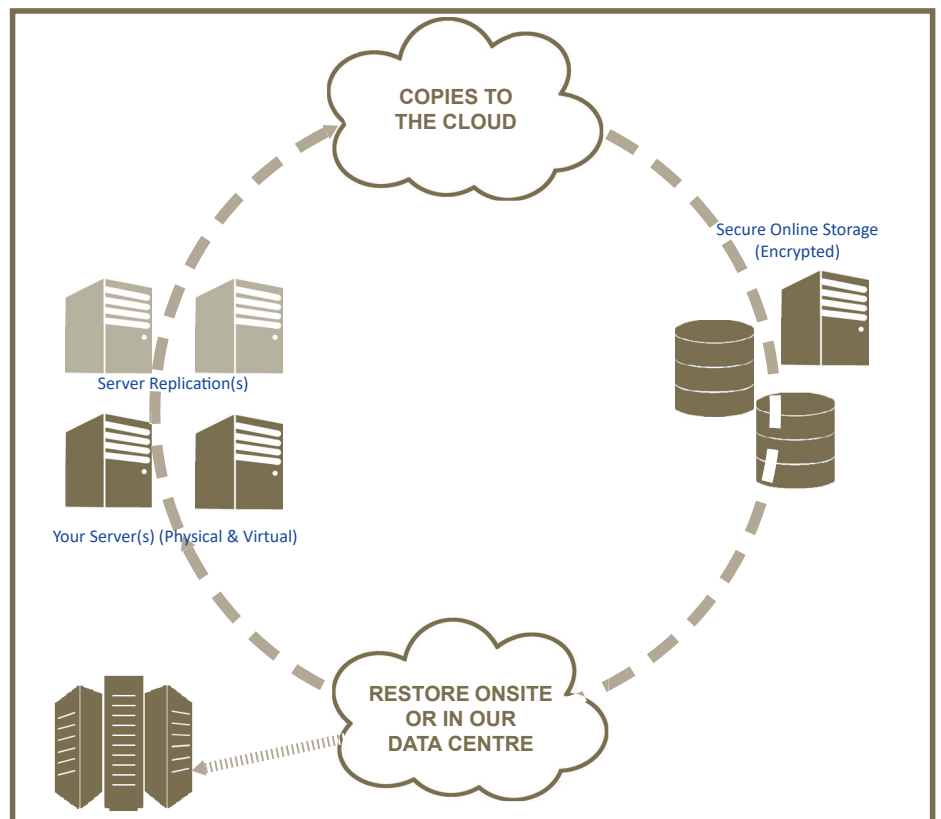 COPIES TO
THE CLOUD
Secure Online Storage
(Encrypted)
Server Replication(s)
Your Server(s) (Physical & Virtual)
RESTORE ONSITE
OR IN OUR
DATA CENTRE